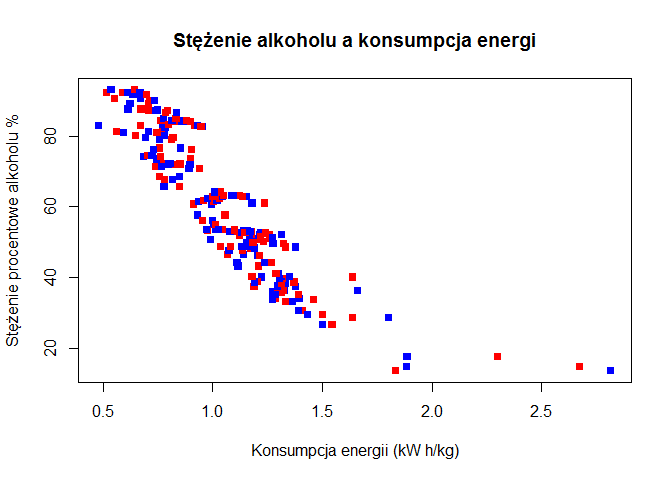 Stężenie alkoholu a konsumpcja energi
Stężenie procentowe alkoholu %
80
60
40
20
0.5 1.0 1.5 2.0 2.5
Konsumpcja energii (kW h/kg)